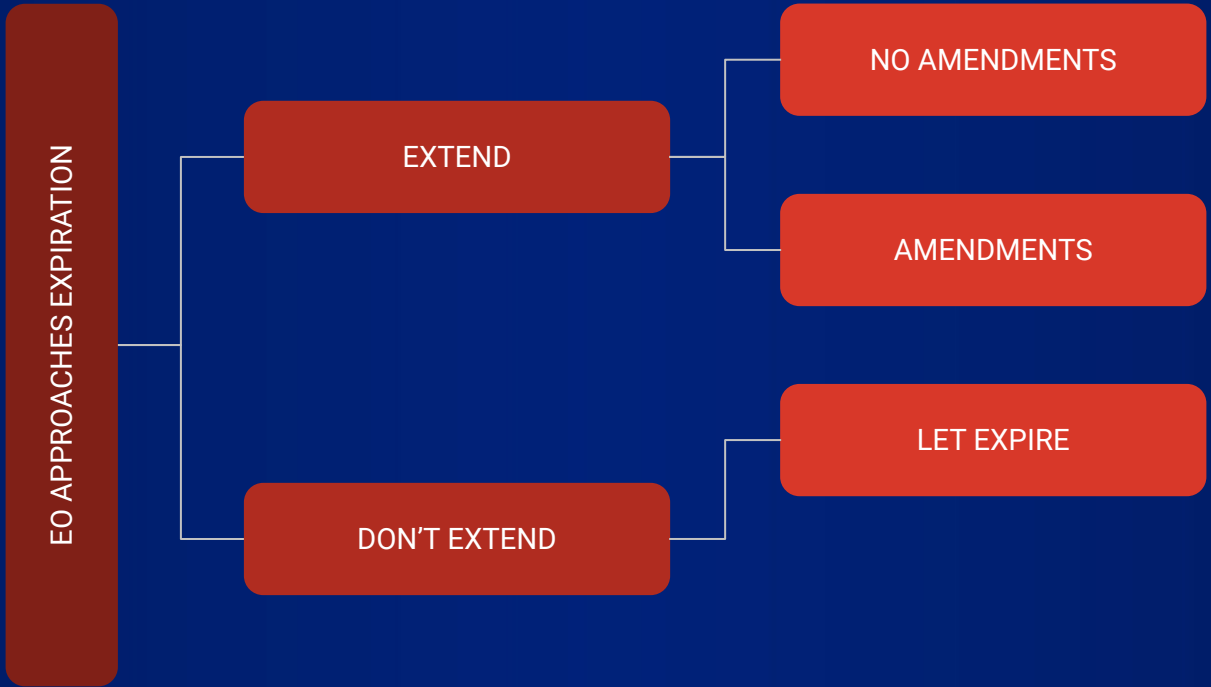 EO APPROACHES EXPIRATION
EXTEND
NO AMENDMENTS
AMENDMENTS
DON’T EXTEND
LET EXPIRE